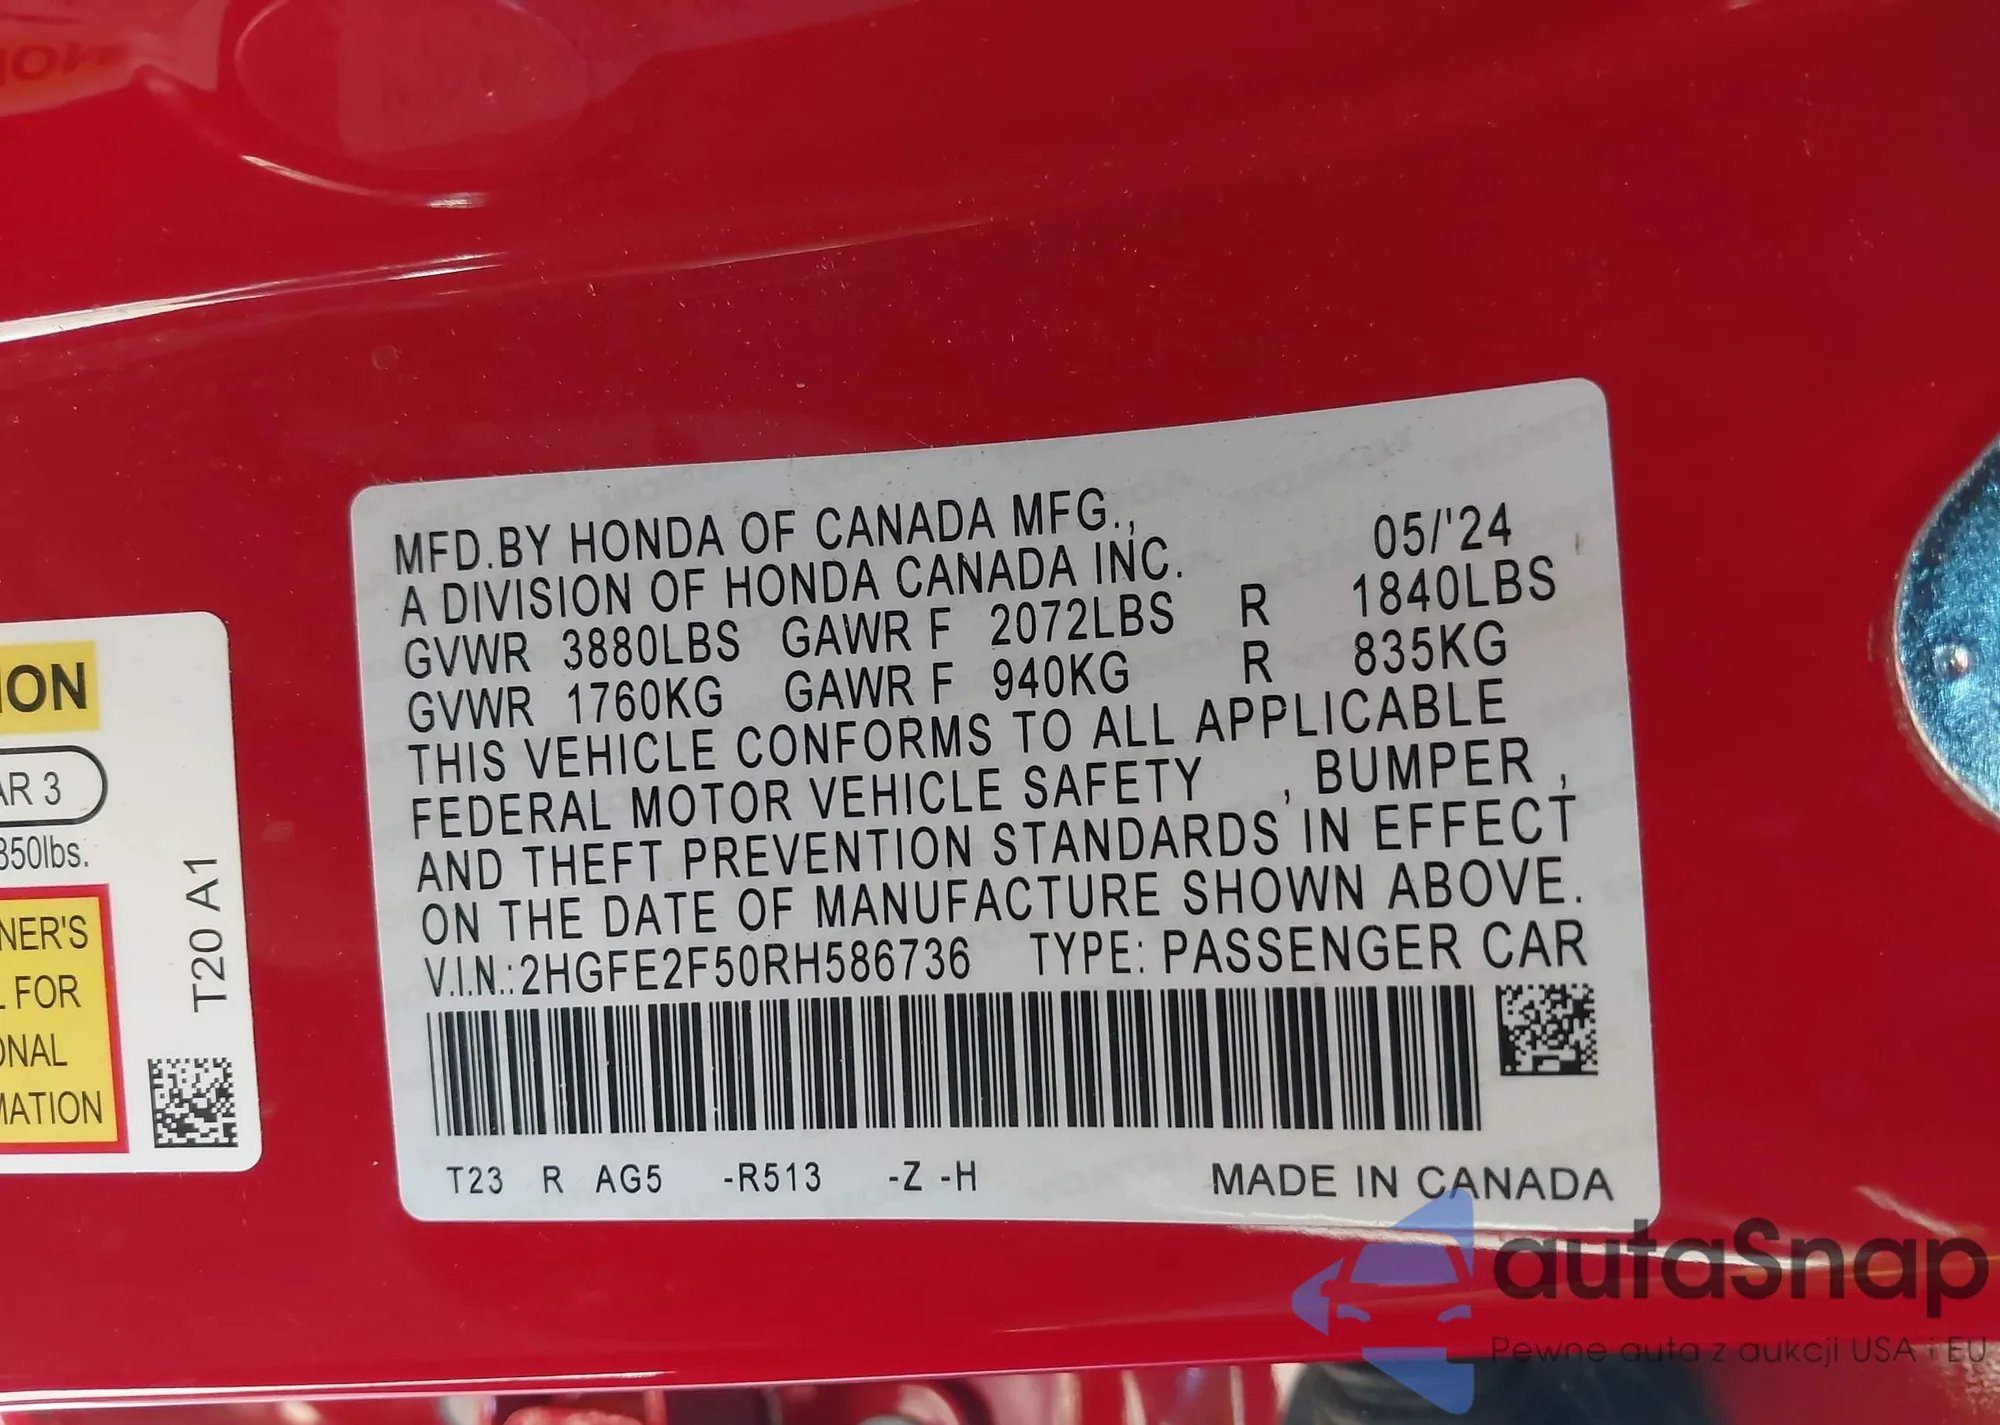 ION
AR 3
850lbs.
NER'S
L FOR
ONAL
MATION
T20 A1
MFD.BY HONDA OF CANADA MFG., 05/'24
A DIVISION OF HONDA CANADA INC.
GVWR 3880LBS GAWR F 2072LBS R 1840LBS
GVWR 1760KG GAWR F 940KG R 835KG
THIS VEHICLE CONFORMS TO ALL APPLICABLE
FEDERAL MOTOR VEHICLE SAFETY , BUMPER ,
AND THEFT PREVENTION STANDARDS IN EFFECT
ON THE DATE OF MANUFACTURE SHOWN ABOVE.
V.I.N.:2HGFE2F50RH586736 TYPE: PASSENGER CAR
T23 R AG5 -R513 -Z -H MADE IN CANADA
autaSnap
Pewne auta z aukcji USA i EU